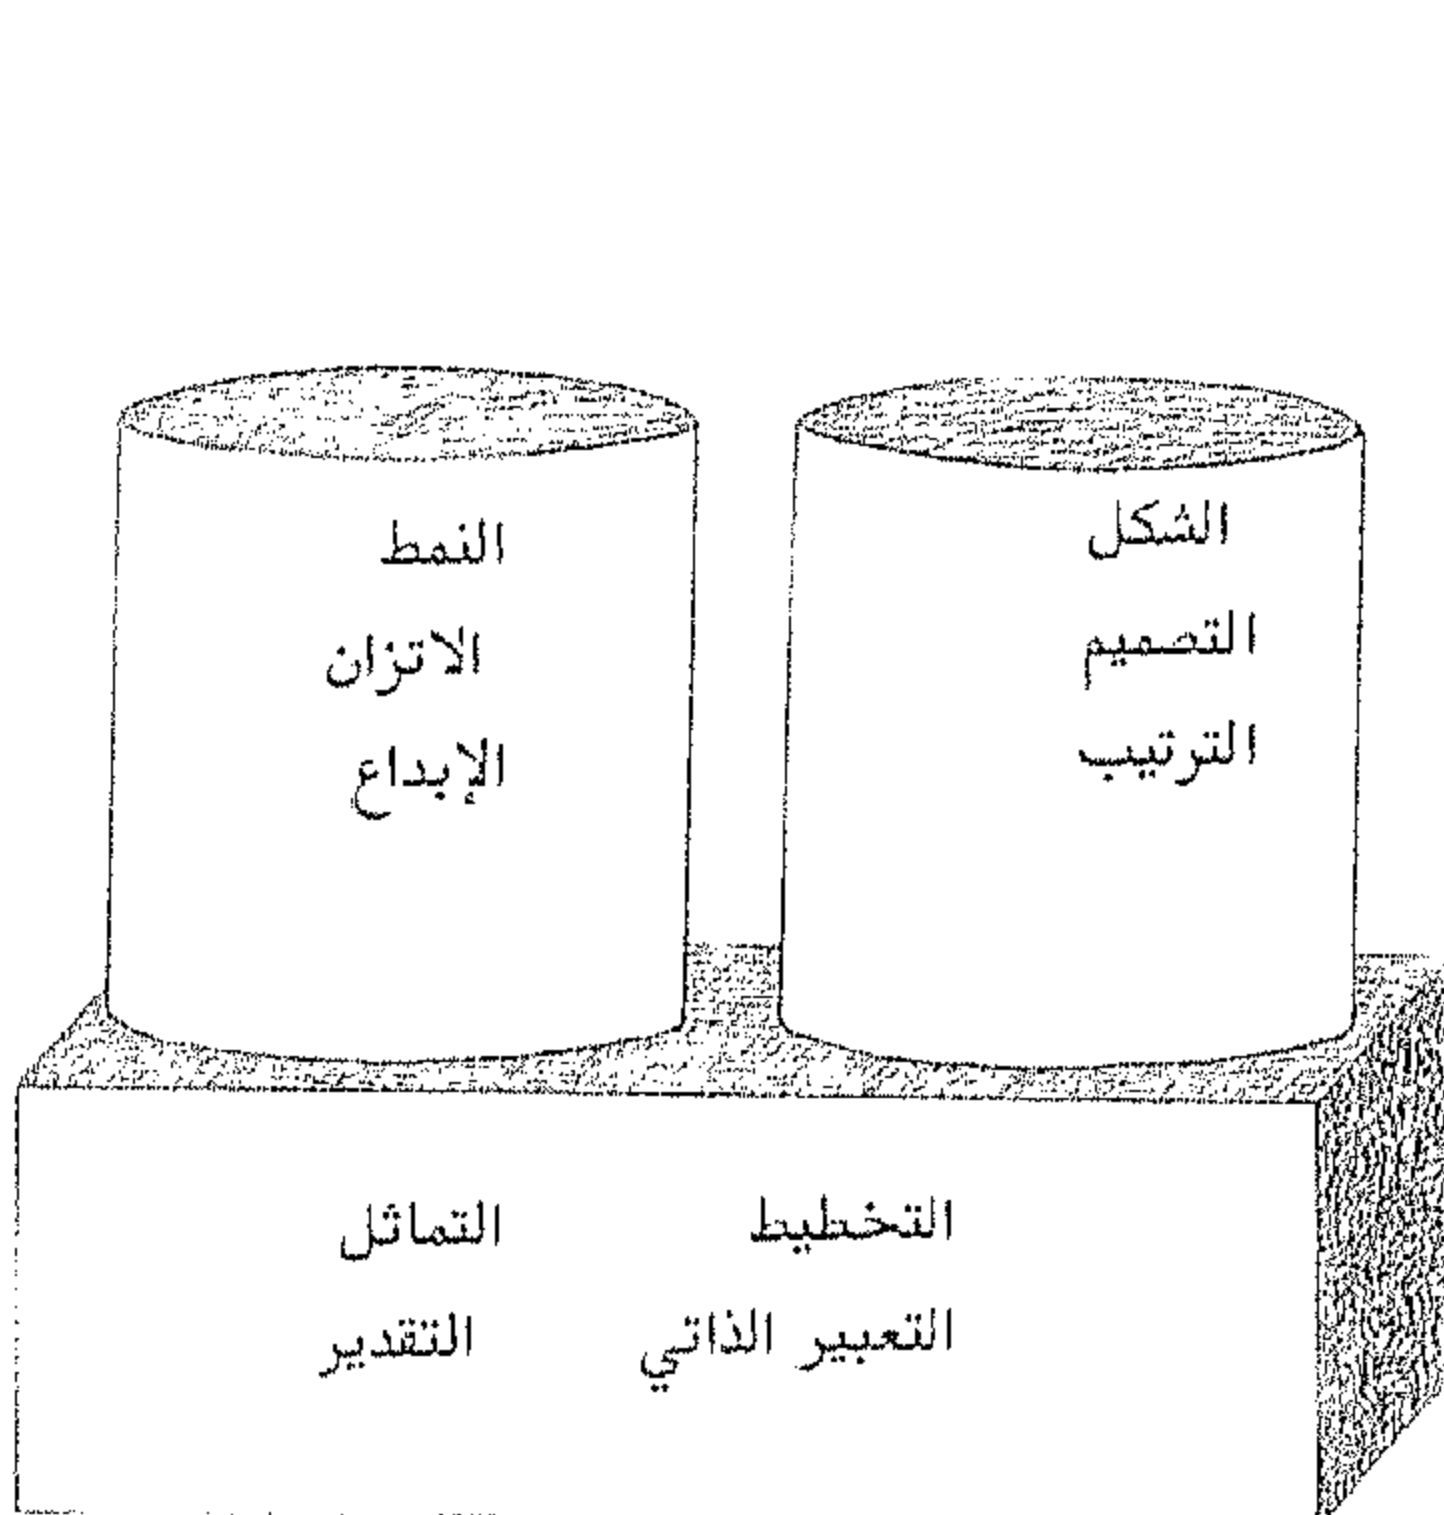 الشكل
التصميم
الترتيب
النمط
الاتزان
الإبداع
التخطيط التماثل
التعبير الذاتي التقدير